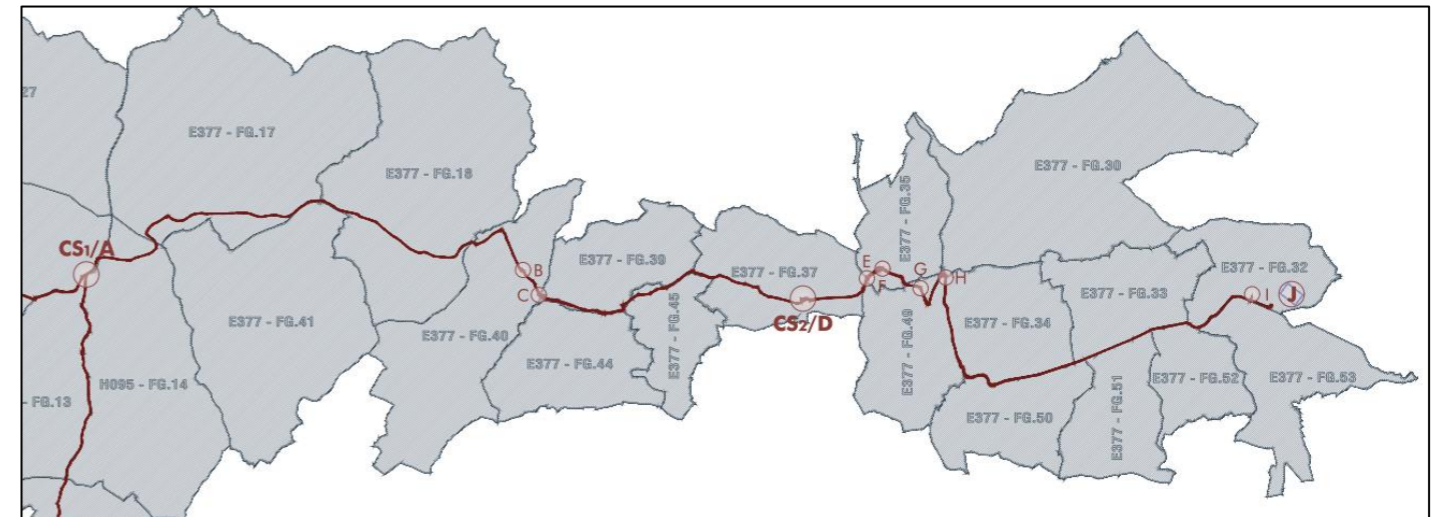 27
E377 - FG.17
E377 - FG.18
E377 - FG.35
E377 - FG.30
CS1/A
B
C
E377 - FG.39
E377 - FG.37
CS2/D
E
F
G
H
E377 - FG.32
I
J
E377 - FG.41
E377 - FG.40
E377 - FG.44
E377 - FG.45
E377 - FG.49
E377 - FG.34
E377 - FG.33
H095 - FG.14
- FG.13
E377 - FG.50
E377 - FG.51
E377 - FG.52
E377 - FG.53